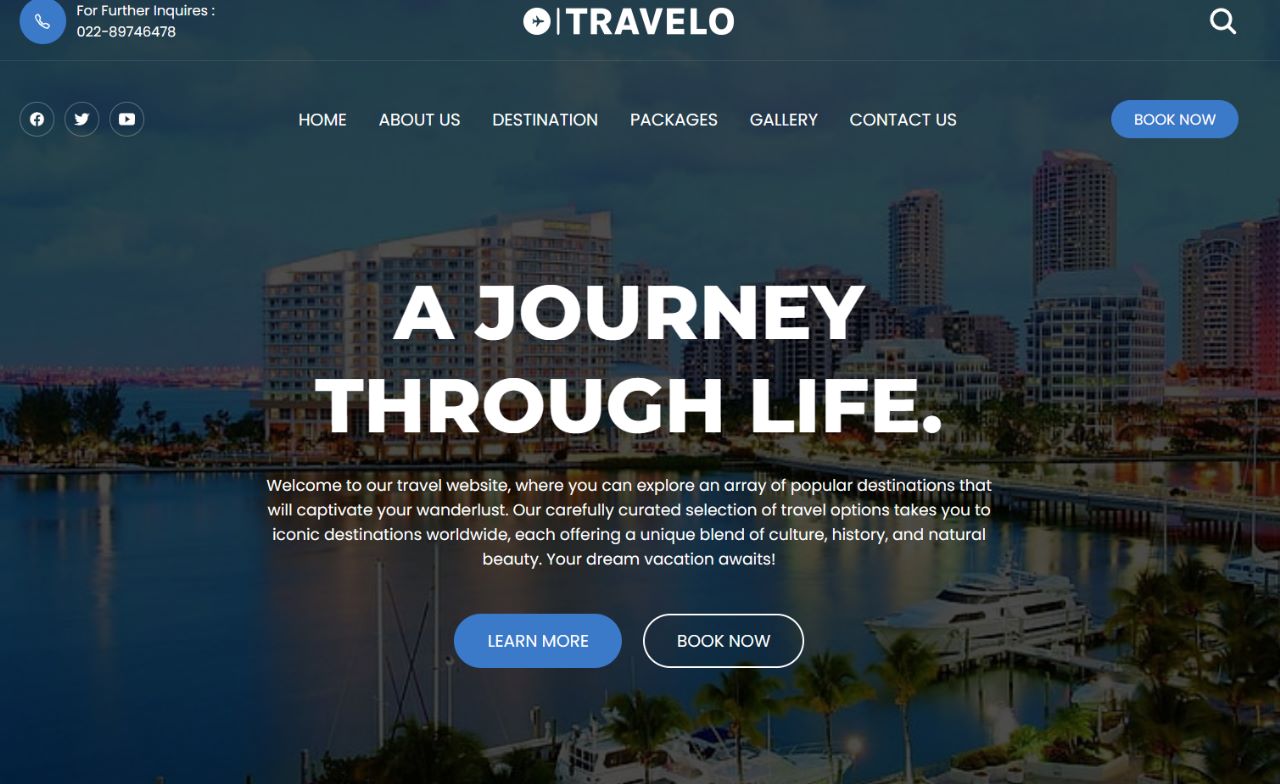 For Further Inquires :
022-89746478
TRAVELO
HOME ABOUT US DESTINATION PACKAGES GALLERY CONTACT US BOOK NOW
A JOURNEY
THROUGH LIFE.
Welcome to our travel website, where you can explore an array of popular destinations that
will captivate your wanderlust. Our carefully curated selection of travel options takes you to
iconic destinations worldwide, each offering a unique blend of culture, history, and natural
beauty. Your dream vacation awaits!
LEARN MORE BOOK NOW